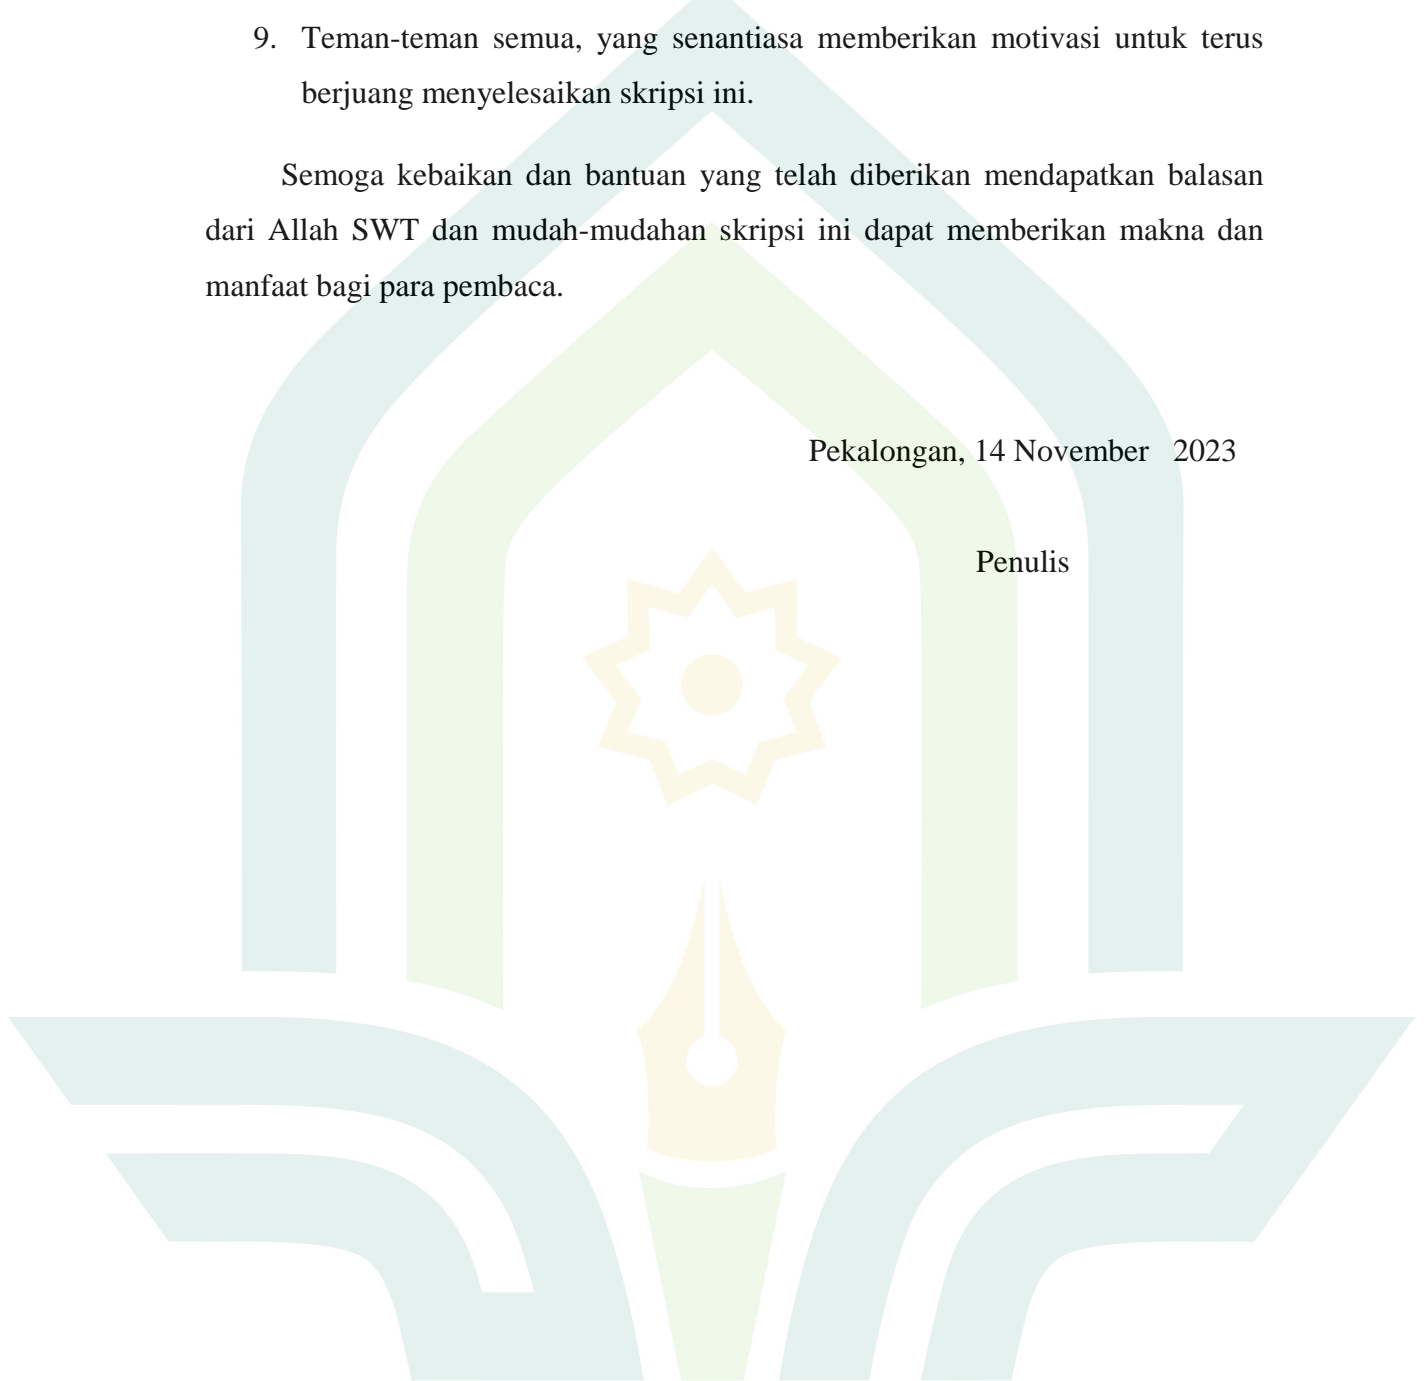 9. Teman-teman semua, yang senantiasa memberikan motivasi untuk terus
berjuang menyelesaikan skripsi ini.
Semoga kebaikan dan bantuan yang telah diberikan mendapatkan balasan
dari Allah SWT dan mudah-mudahan skripsi ini dapat memberikan makna dan
manfaat bagi para pembaca.
Pekalongan, 14 November 2023
Penulis